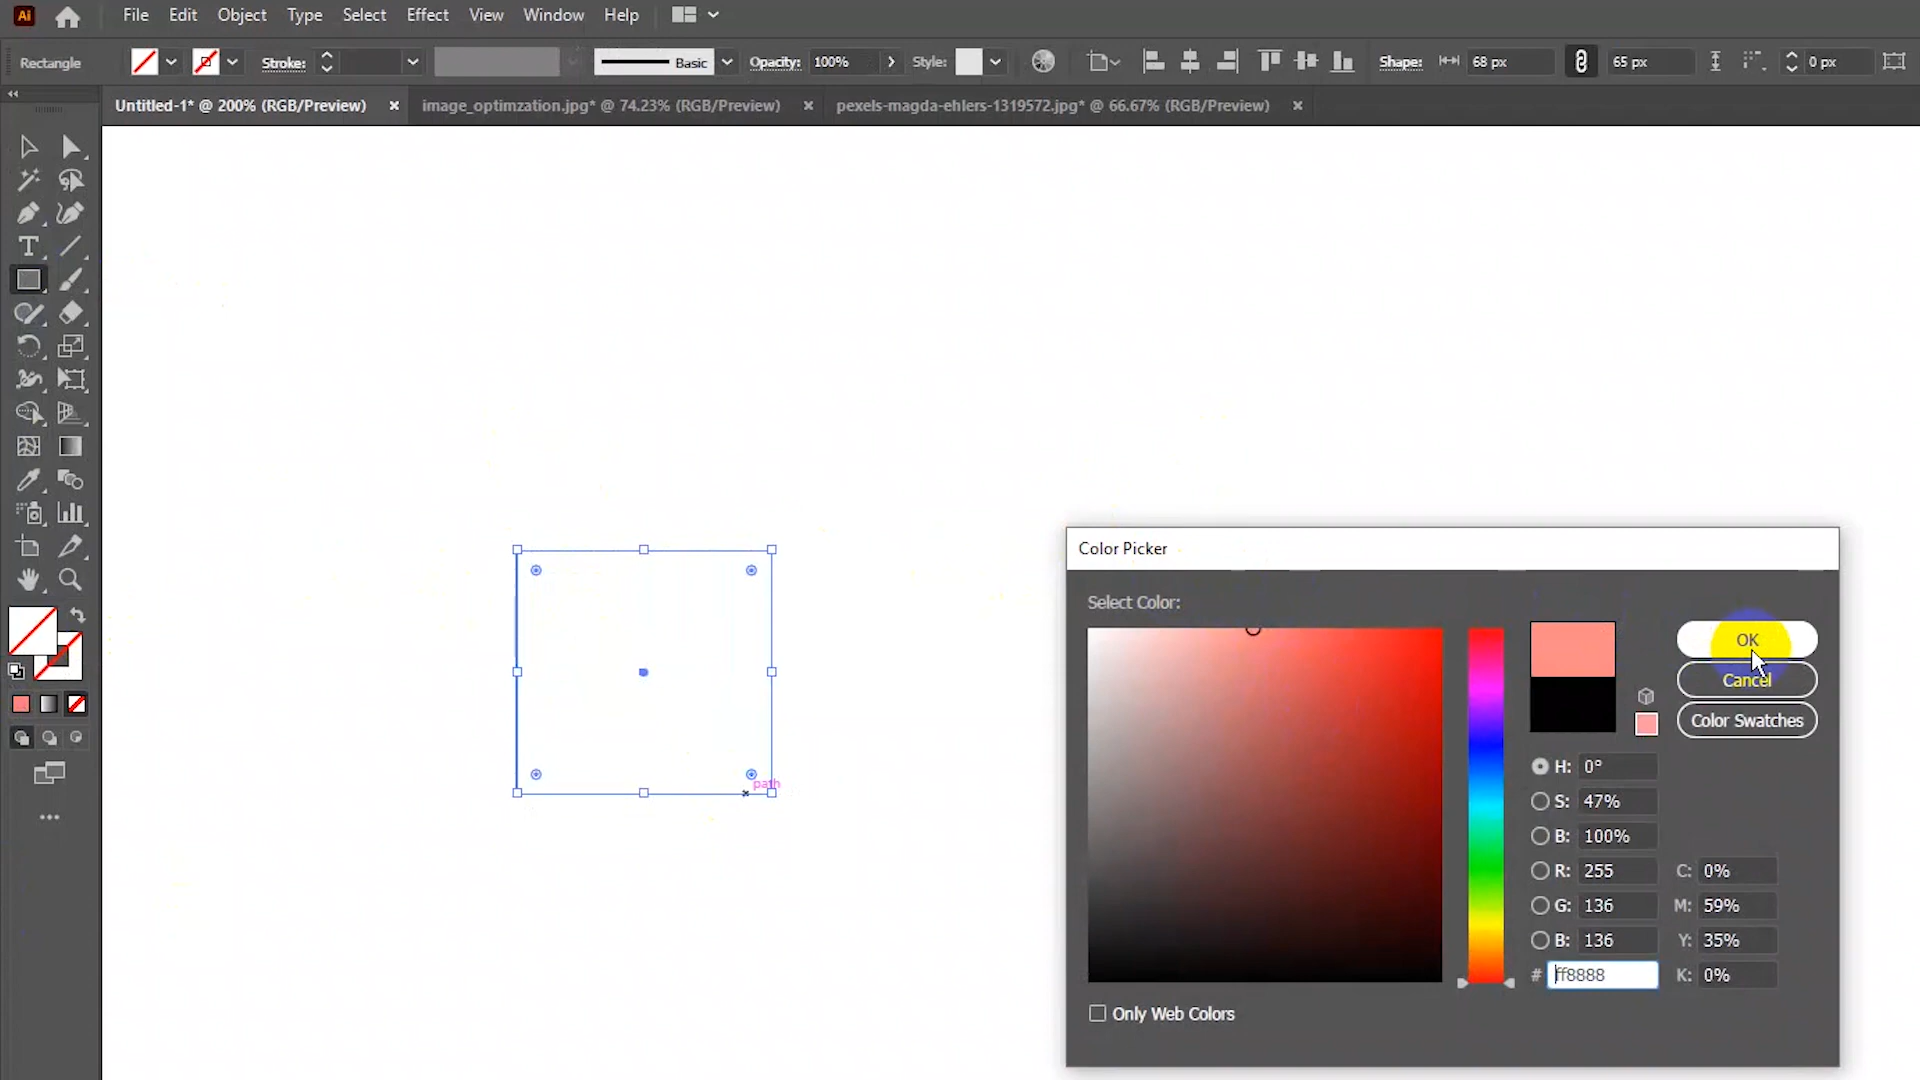 Ai File Edit Object Type Select Effect View Window Help
Rectangle Stroke: Basic Opacity: 100% Style: Shape: 68 px 65 px 0 px
Untitled-1* @ 200% (RGB/Preview) image_optimzation.jpg* @ 74.23% (RGB/Preview) pexels-magda-ehlers-1319572.jpg* @ 66.67% (RGB/Preview)
path
Color Picker
Select Color:
OK
Cancel
Color Swatches
H: 0°
S: 47%
B: 100%
R: 255 C: 0%
G: 136 M: 59%
B: 136 Y: 35%
# ff8888 K: 0%
Only Web Colors